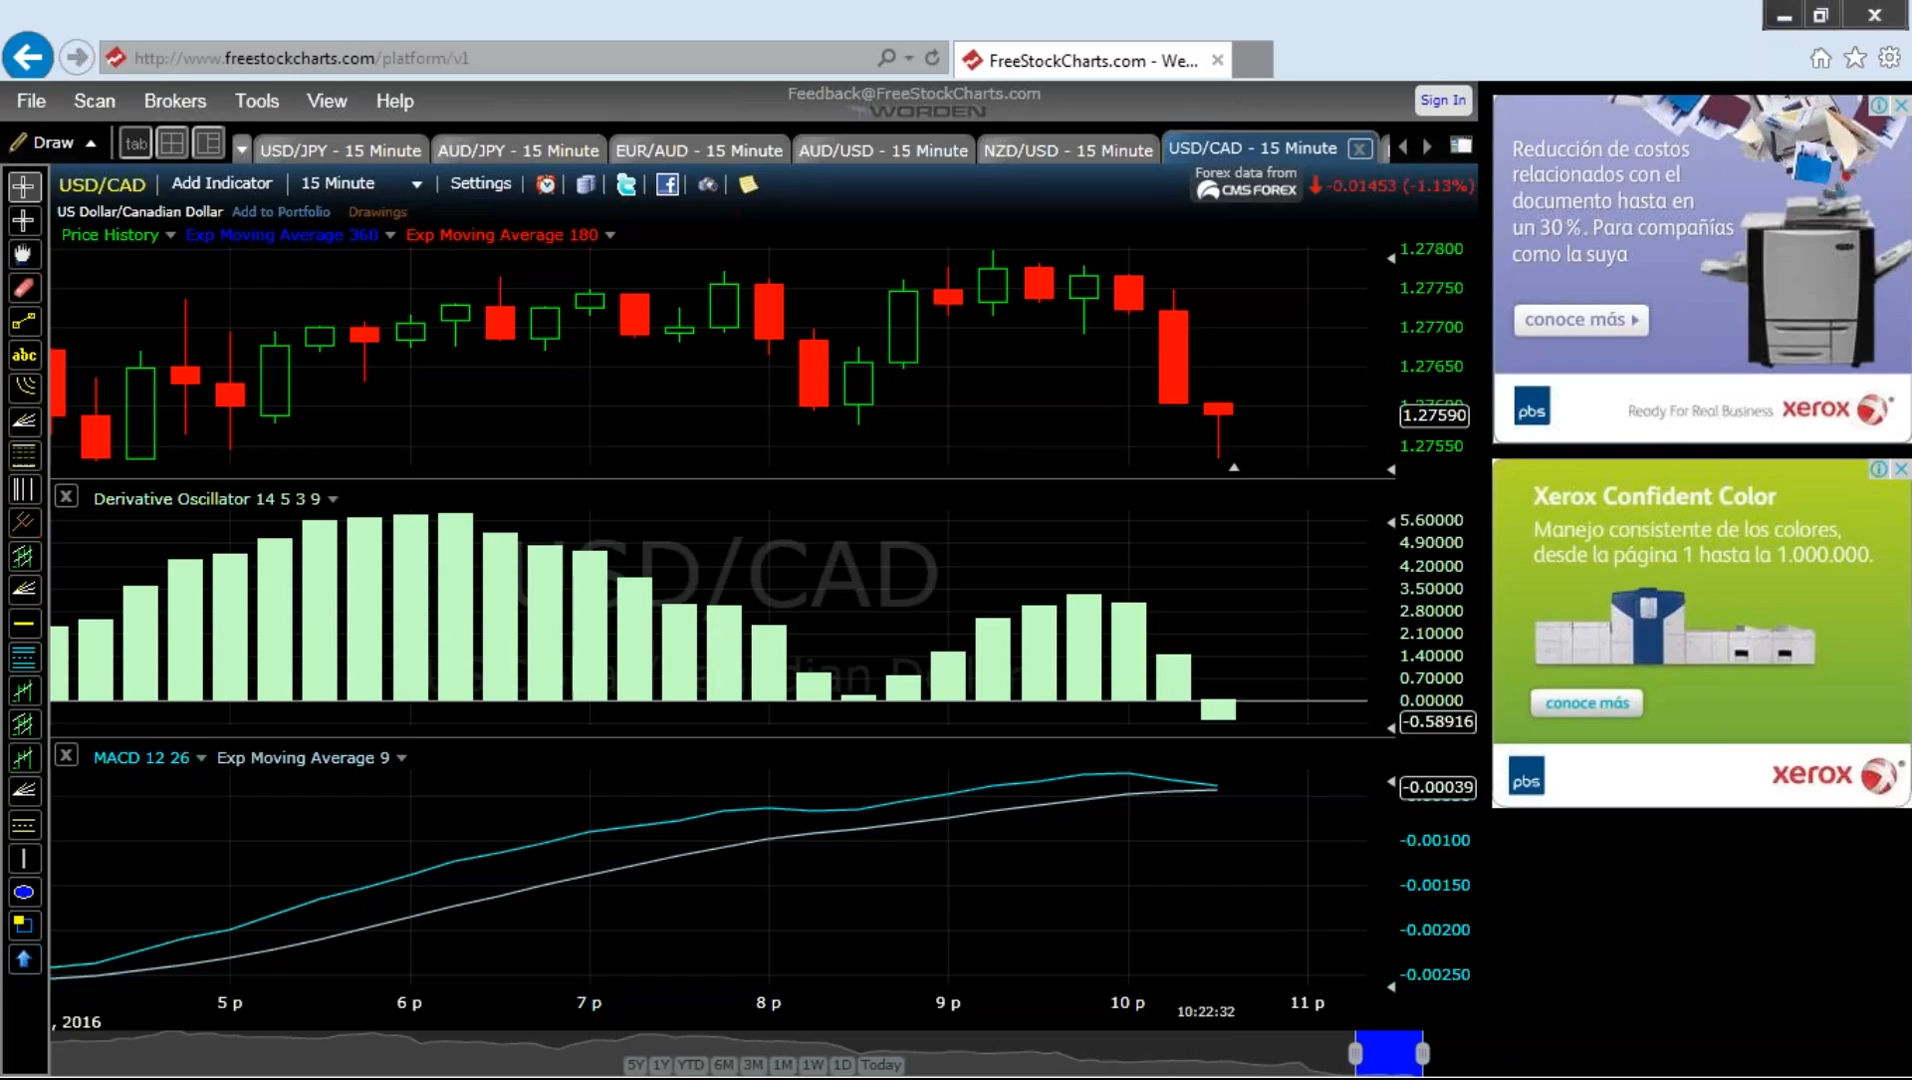 http://www.freestockcharts.com/platform/v1
FreeStockCharts.com - We...
File Scan Brokers Tools View Help
Feedback@FreeStockCharts.com
WORDEN
Sign In
Draw
tab
USD/JPY - 15 Minute
AUD/JPY - 15 Minute
EUR/AUD - 15 Minute
AUD/USD - 15 Minute
NZD/USD - 15 Minute
USD/CAD - 15 Minute
USD/CAD
Add Indicator
15 Minute
Settings
Forex data from
CMS FOREX
-0.01453 (-1.13%)
US Dollar/Canadian Dollar Add to Portfolio Drawings
Price History Exp Moving Average 360 Exp Moving Average 180
abc
1.27800
1.27750
1.27700
1.27650
1.27590
1.27550
Derivative Oscillator 14 5 3 9
USD/CAD
5.60000
4.90000
4.20000
3.50000
2.80000
2.10000
1.40000
0.70000
0.00000
-0.58916
MACD 12 26 Exp Moving Average 9
-0.00039
-0.00100
-0.00150
-0.00200
-0.00250
5 p 6 p 7 p 8 p 9 p 10 p 11 p
10:22:32
, 2016
5Y 1Y YTD 6M 3M 1M 1W 1D Today
Reducción de costos
relacionados con el
documento hasta en
un 30%. Para compañías
como la suya
conoce más
pbs
Ready For Real Business xerox
Xerox Confident Color
Manejo consistente de los colores,
desde la página 1 hasta la 1.000.000.
conoce más
pbs
xerox